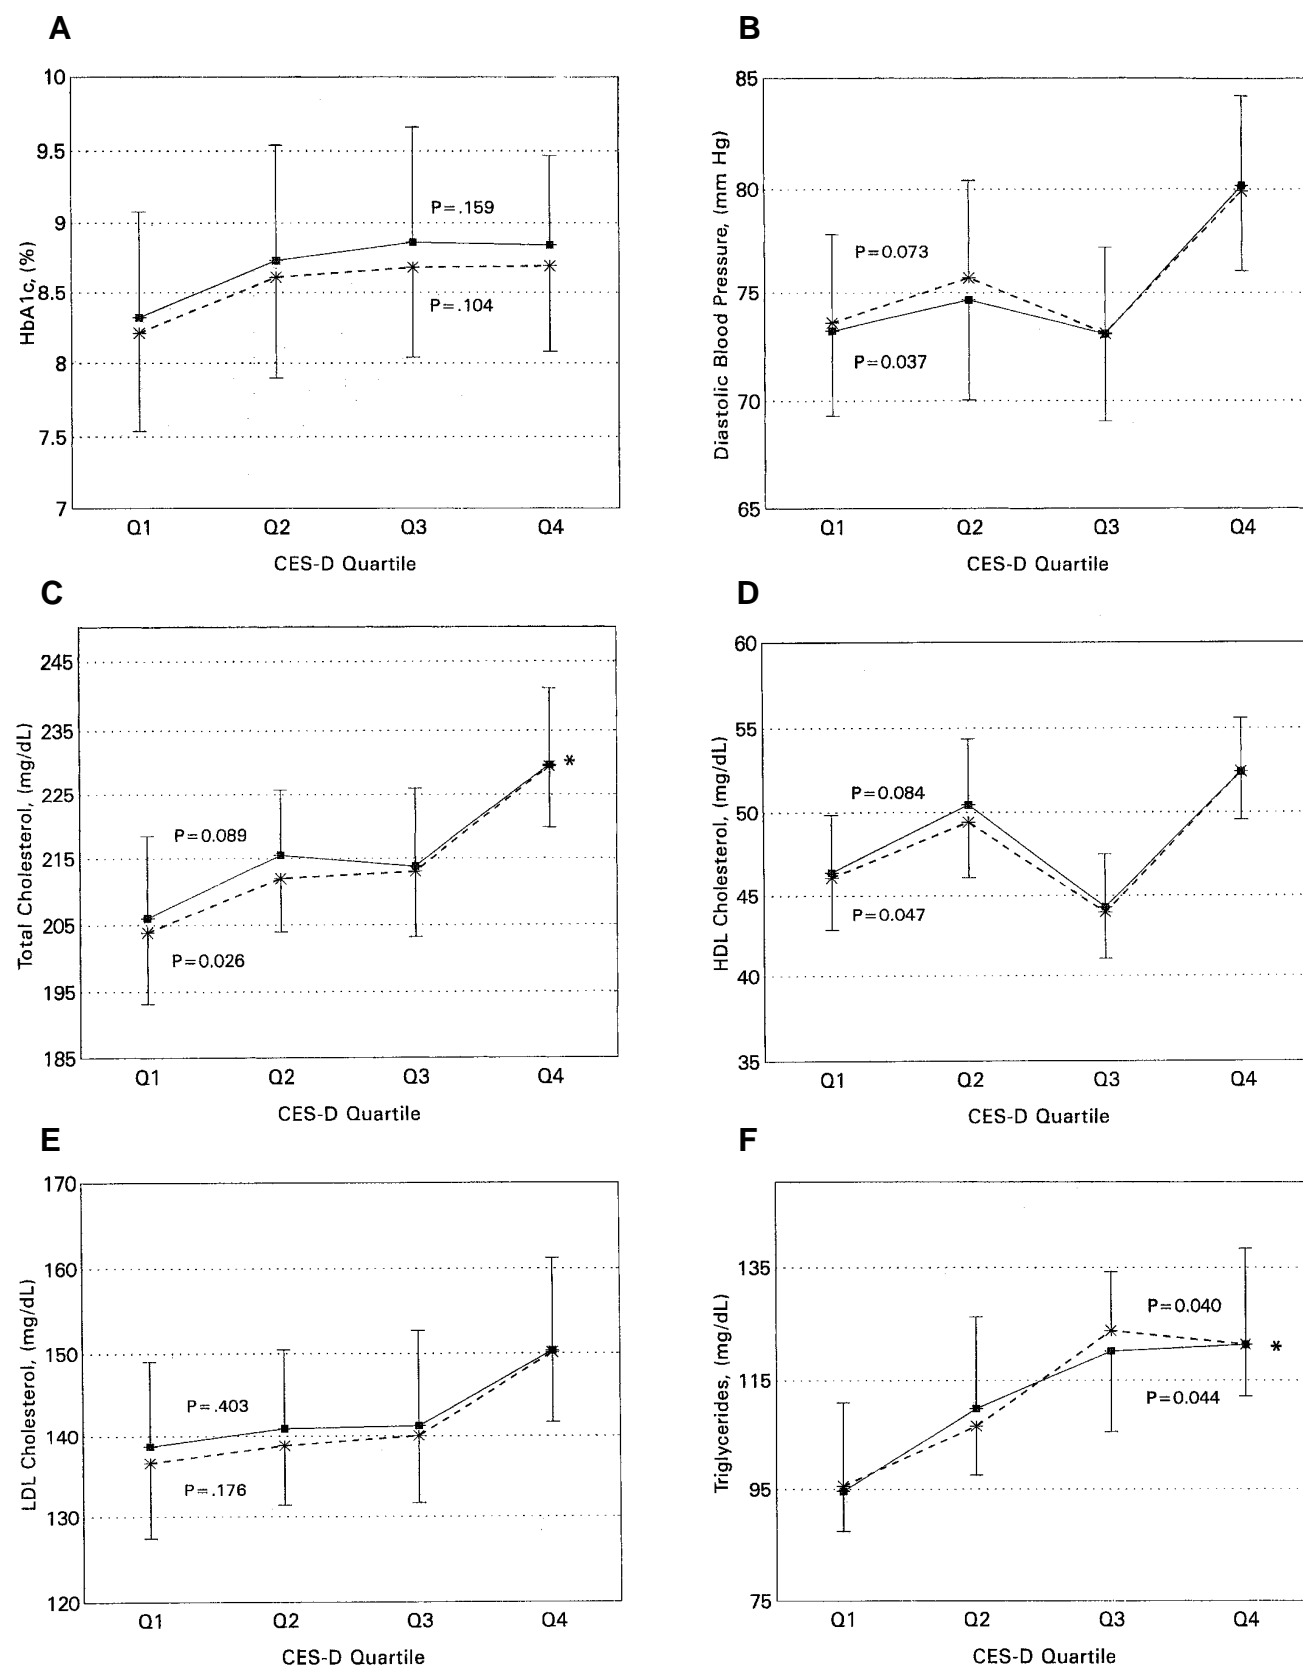 A
HbA1c, (%)
10
9.5
9
8.5
8
7.5
7
P=.159
P=.104
Q1 Q2 Q3 Q4
CES-D Quartile
B
Diastolic Blood Pressure, (mm Hg)
85
80
75
70
65
P=0.073
P=0.037
Q1 Q2 Q3 Q4
CES-D Quartile
C
Total Cholesterol, (mg/dL)
245
235
225
215
205
195
185
P=0.089
P=0.026
*
Q1 Q2 Q3 Q4
CES-D Quartile
D
HDL Cholesterol, (mg/dL)
60
55
50
45
40
35
P=0.084
P=0.047
Q1 Q2 Q3 Q4
CES-D Quartile
E
LDL Cholesterol, (mg/dL)
170
160
150
140
130
120
P=.403
P=.176
Q1 Q2 Q3 Q4
CES-D Quartile
F
Triglycerides, (mg/dL)
135
115
95
75
P=0.040
*
P=0.044
Q1 Q2 Q3 Q4
CES-D Quartile